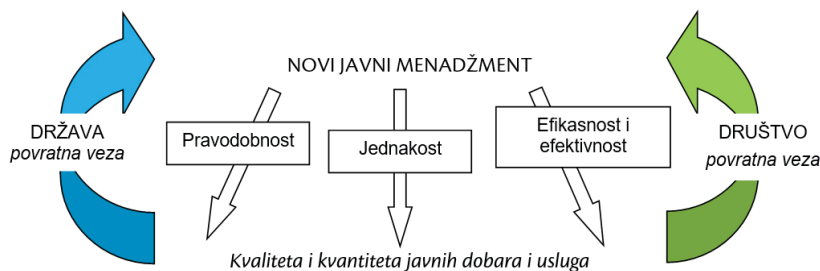 NOVI JAVNI MENADŽMENT
DRŽAVA
povratna veza
Pravodobnost
Jednakost
Efikasnost i
efektivnost
DRUŠTVO
povratna veza
Kvaliteta i kvantiteta javnih dobara i usluga